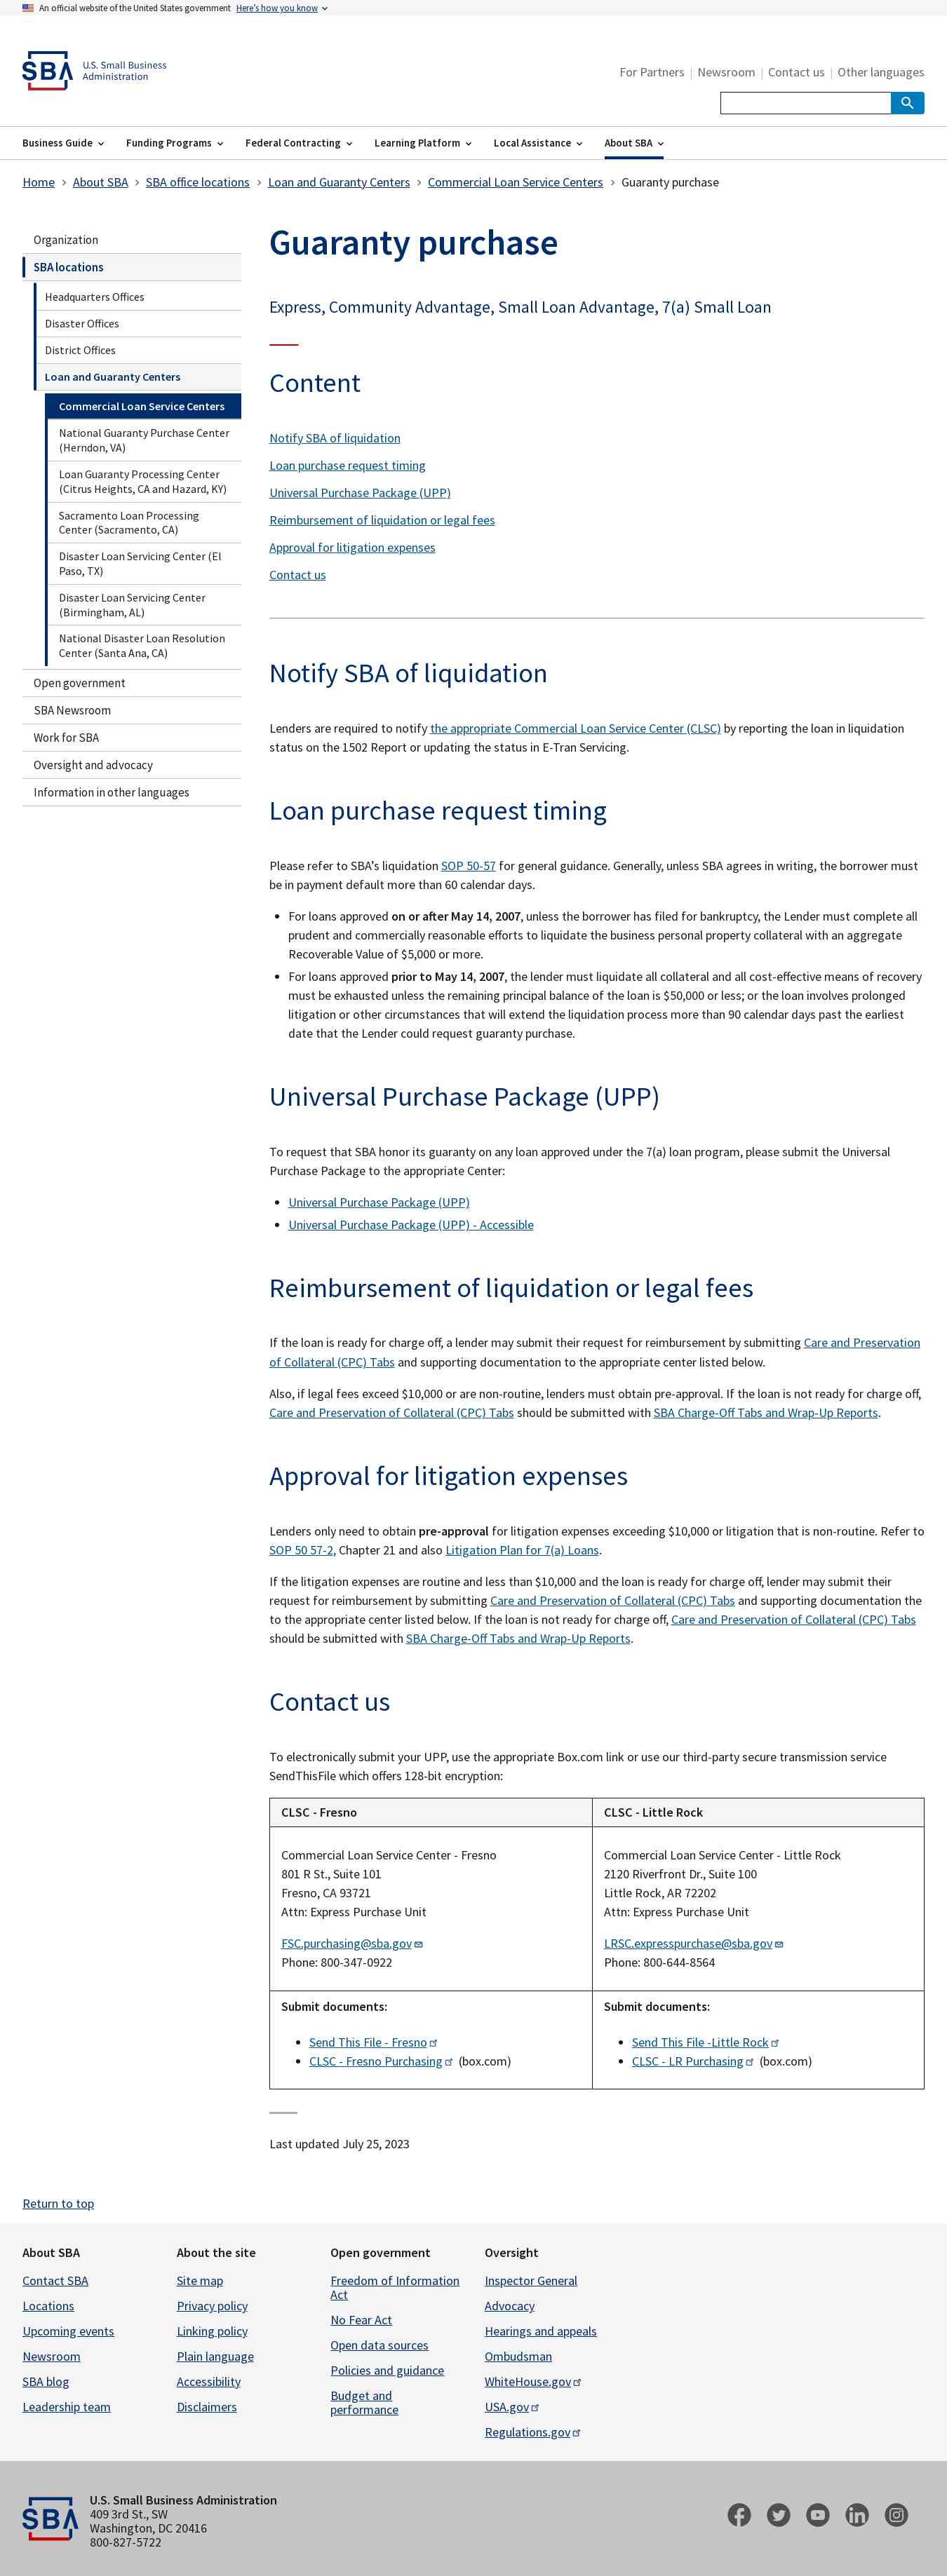 An official website of the United States government Here's how you know
SBA U.S. Small Business
Administration
For Partners | Newsroom | Contact us | Other languages
Business Guide Funding Programs Federal Contracting Learning Platform Local Assistance About SBA
Home > About SBA > SBA office locations > Loan and Guaranty Centers > Commercial Loan Service Centers > Guaranty purchase
Organization
SBA locations
Headquarters Offices
Disaster Offices
District Offices
Loan and Guaranty Centers
Commercial Loan Service Centers
National Guaranty Purchase Center
(Herndon, VA)
Loan Guaranty Processing Center
(Citrus Heights, CA and Hazard, KY)
Sacramento Loan Processing
Center (Sacramento, CA)
Disaster Loan Servicing Center (El
Paso, TX)
Disaster Loan Servicing Center
(Birmingham, AL)
National Disaster Loan Resolution
Center (Santa Ana, CA)
Open government
SBA Newsroom
Work for SBA
Oversight and advocacy
Information in other languages
Guaranty purchase
Express, Community Advantage, Small Loan Advantage, 7(a) Small Loan
Content
Notify SBA of liquidation
Loan purchase request timing
Universal Purchase Package (UPP)
Reimbursement of liquidation or legal fees
Approval for litigation expenses
Contact us
Notify SBA of liquidation
Lenders are required to notify the appropriate Commercial Loan Service Center (CLSC) by reporting the loan in liquidation
status on the 1502 Report or updating the status in E-Tran Servicing.
Loan purchase request timing
Please refer to SBA's liquidation SOP 50-57 for general guidance. Generally, unless SBA agrees in writing, the borrower must
be in payment default more than 60 calendar days.
• For loans approved on or after May 14, 2007, unless the borrower has filed for bankruptcy, the Lender must complete all
prudent and commercially reasonable efforts to liquidate the business personal property collateral with an aggregate
Recoverable Value of $5,000 or more.
• For loans approved prior to May 14, 2007, the lender must liquidate all collateral and all cost-effective means of recovery
must be exhausted unless the remaining principal balance of the loan is $50,000 or less; or the loan involves prolonged
litigation or other circumstances that will extend the liquidation process more than 90 calendar days past the earliest
date that the Lender could request guaranty purchase.
Universal Purchase Package (UPP)
To request that SBA honor its guaranty on any loan approved under the 7(a) loan program, please submit the Universal
Purchase Package to the appropriate Center:
• Universal Purchase Package (UPP)
• Universal Purchase Package (UPP) - Accessible
Reimbursement of liquidation or legal fees
If the loan is ready for charge off, a lender may submit their request for reimbursement by submitting Care and Preservation
of Collateral (CPC) Tabs and supporting documentation to the appropriate center listed below.
Also, if legal fees exceed $10,000 or are non-routine, lenders must obtain pre-approval. If the loan is not ready for charge off,
Care and Preservation of Collateral (CPC) Tabs should be submitted with SBA Charge-Off Tabs and Wrap-Up Reports.
Approval for litigation expenses
Lenders only need to obtain pre-approval for litigation expenses exceeding $10,000 or litigation that is non-routine. Refer to
SOP 50 57-2, Chapter 21 and also Litigation Plan for 7(a) Loans.
If the litigation expenses are routine and less than $10,000 and the loan is ready for charge off, lender may submit their
request for reimbursement by submitting Care and Preservation of Collateral (CPC) Tabs and supporting documentation the
to the appropriate center listed below. If the loan is not ready for charge off, Care and Preservation of Collateral (CPC) Tabs
should be submitted with SBA Charge-Off Tabs and Wrap-Up Reports.
Contact us
To electronically submit your UPP, use the appropriate Box.com link or use our third-party secure transmission service
SendThisFile which offers 128-bit encryption:
CLSC - Fresno
Commercial Loan Service Center - Fresno
801 R St., Suite 101
Fresno, CA 93721
Attn: Express Purchase Unit
FSC.purchasing@sba.gov
Phone: 800-347-0922
Submit documents:
• Send This File - Fresno
• CLSC - Fresno Purchasing (box.com)
CLSC - Little Rock
Commercial Loan Service Center - Little Rock
2120 Riverfront Dr., Suite 100
Little Rock, AR 72202
Attn: Express Purchase Unit
LRSC.expresspurchase@sba.gov
Phone: 800-644-8564
Submit documents:
• Send This File -Little Rock
• CLSC - LR Purchasing (box.com)
Last updated July 25, 2023
Return to top
About SBA
Contact SBA
Locations
Upcoming events
Newsroom
SBA blog
Leadership team
About the site
Site map
Privacy policy
Linking policy
Plain language
Accessibility
Disclaimers
Open government
Freedom of Information
Act
No Fear Act
Open data sources
Policies and guidance
Budget and
performance
Oversight
Inspector General
Advocacy
Hearings and appeals
Ombudsman
WhiteHouse.gov
USA.gov
Regulations.gov
SBA
U.S. Small Business Administration
409 3rd St., SW
Washington, DC 20416
800-827-5722